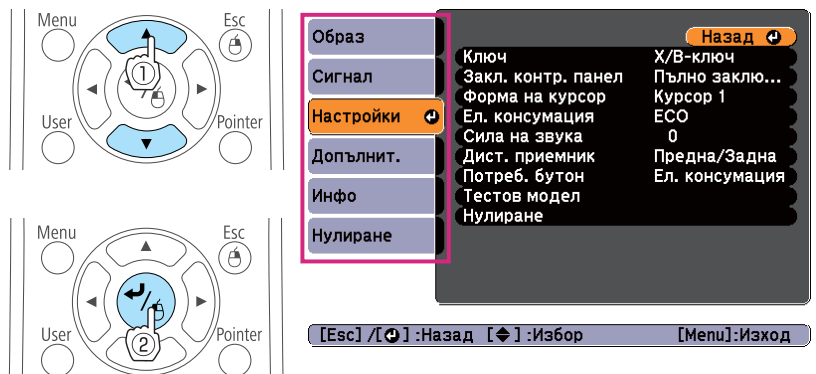 Menu
Esc
①
User
Pointer
Menu
Esc
User
②
Pointer
Образ
Сигнал
Настройки
Допълнит.
Инфо
Нулиране
Назад
Ключ Х/В-ключ
Закл. контр. панел Пълно заклю...
Форма на курсор Курсор 1
Ел. консумация ECO
Сила на звука 0
Дист. приемник Предна/Задна
Потреб. бутон Ел. консумация
Тестов модел
Нулиране
[Esc] /[ ] :Назад [ ] :Избор [Menu]:Изход